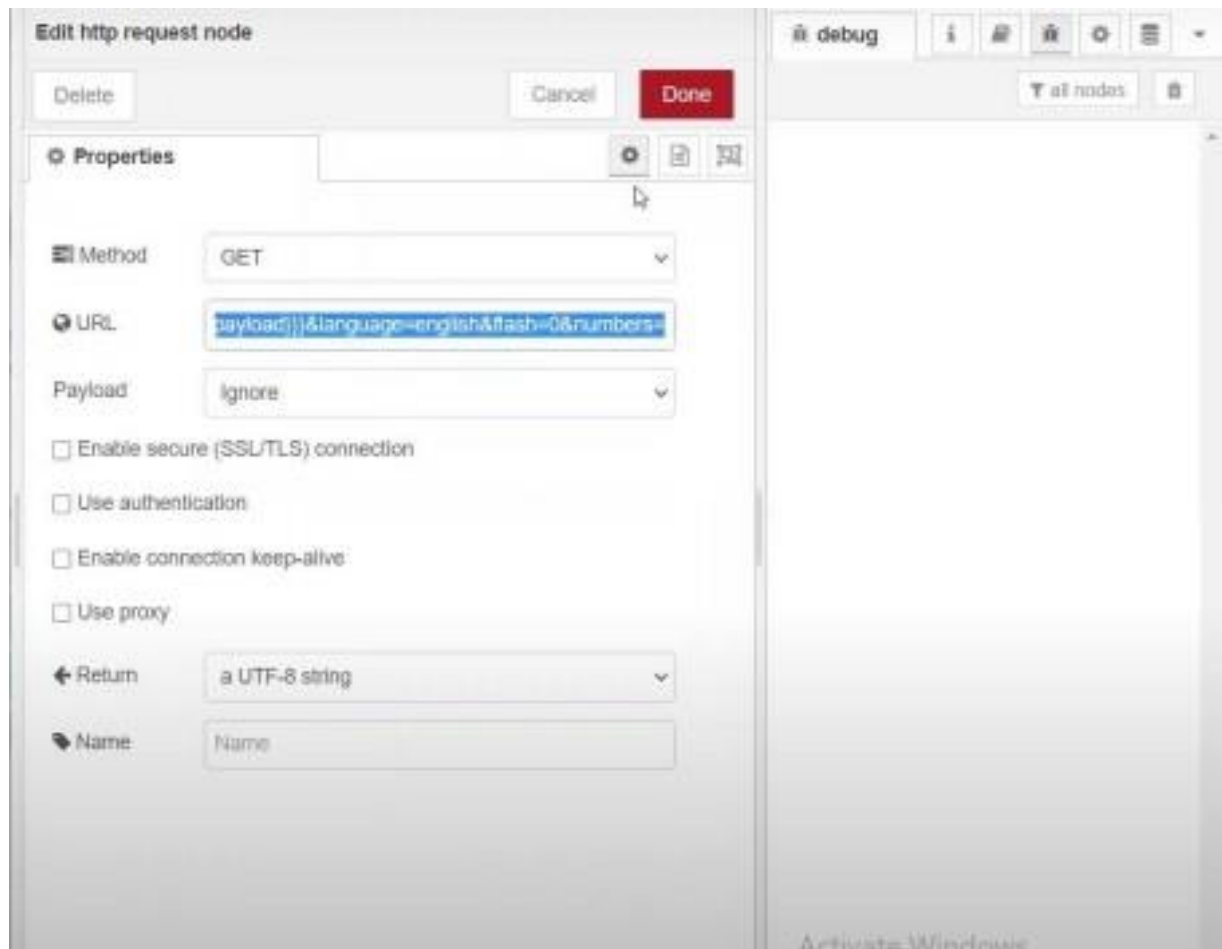 Edit http request node
debug
i
Delete
Cancel
Done
all nodes
Properties
Method
GET
URL
payload}}}&language=english&flash=0&numbers=
Payload
Ignore
Enable secure (SSL/TLS) connection
Use authentication
Enable connection keep-alive
Use proxy
Return
a UTF-8 string
Name
Name
Activate Windows